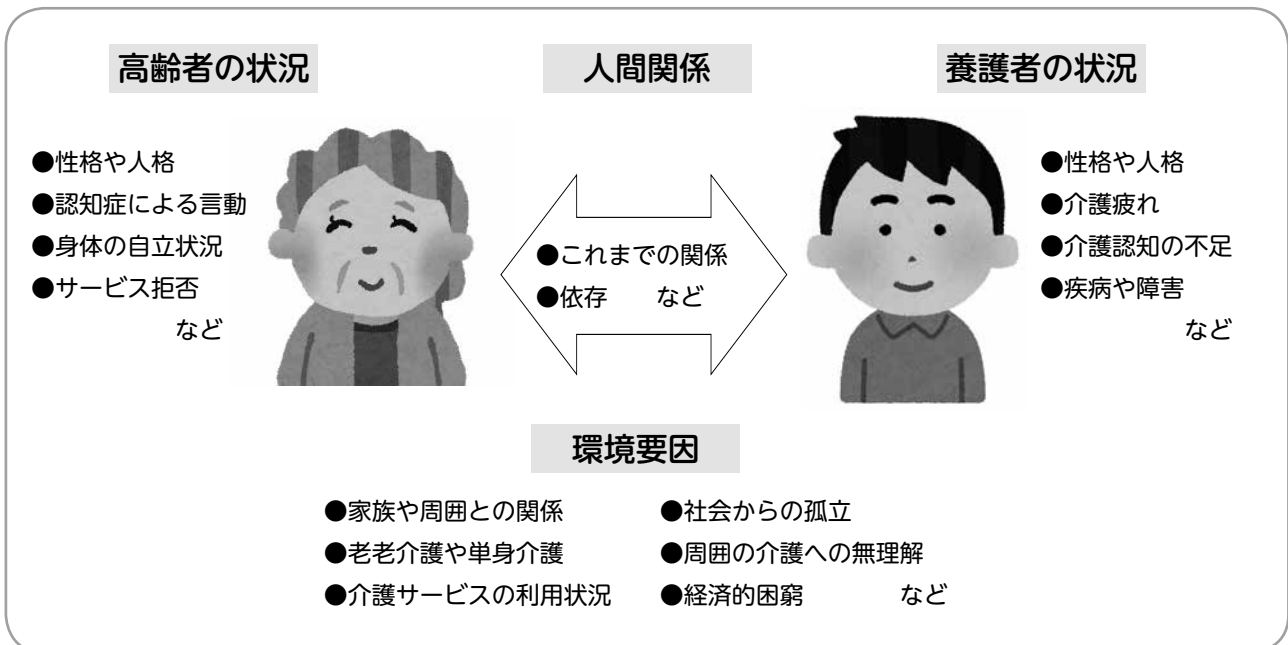 高齢者の状況
●性格や人格
●認知症による言動
●身体の自立状況
●サービス拒否
など
人間関係
●これまでの関係
●依存　など
養護者の状況
●性格や人格
●介護疲れ
●介護認知の不足
●疾病や障害
など
環境要因
●家族や周囲との関係
●老老介護や単身介護
●介護サービスの利用状況
●社会からの孤立
●周囲の介護への無理解
●経済的困窮　など